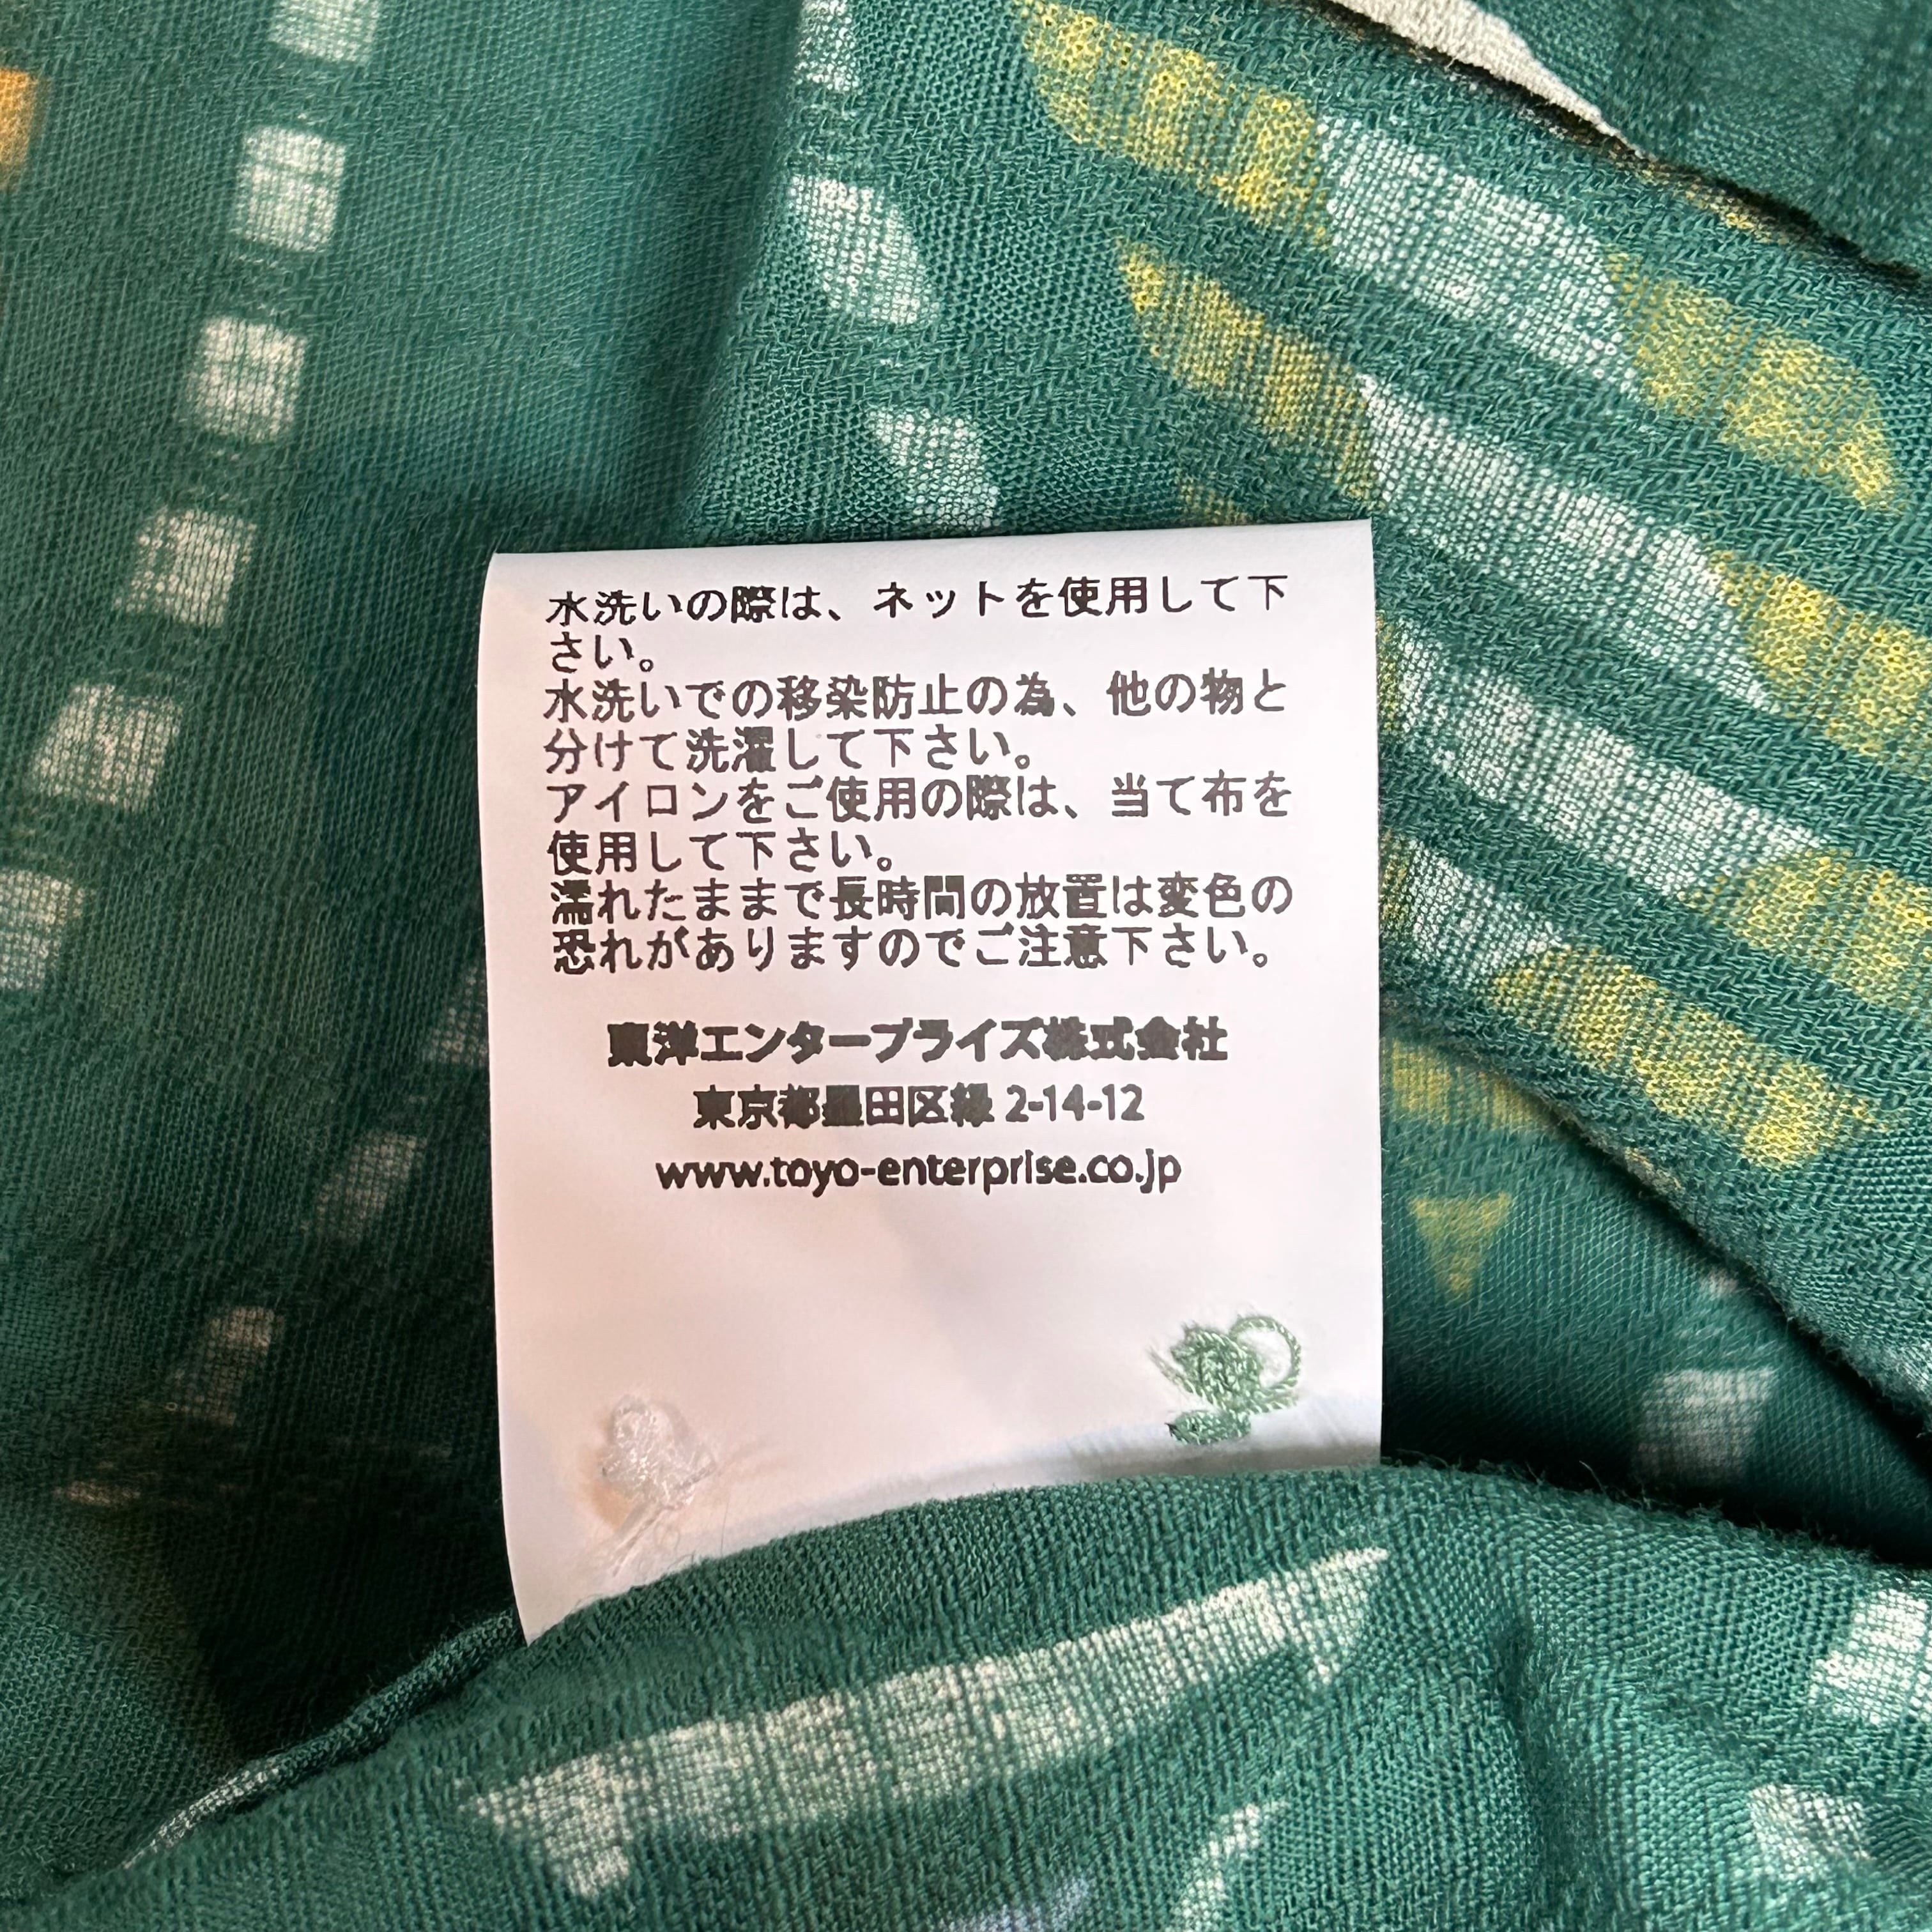 水洗いの際は、ネットを使用して下
さい。
水洗いでの移染防止の為、他の物と
分けて洗濯して下さい。
アイロンをご使用の際は、当て布を
使用して下さい。
濡れたままで長時間の放置は変色の
恐れがありますのでご注意下さい。
東洋エンタープライズ株式会社
東京都墨田区緑 2-14-12
www.toyo-enterprise.co.jp